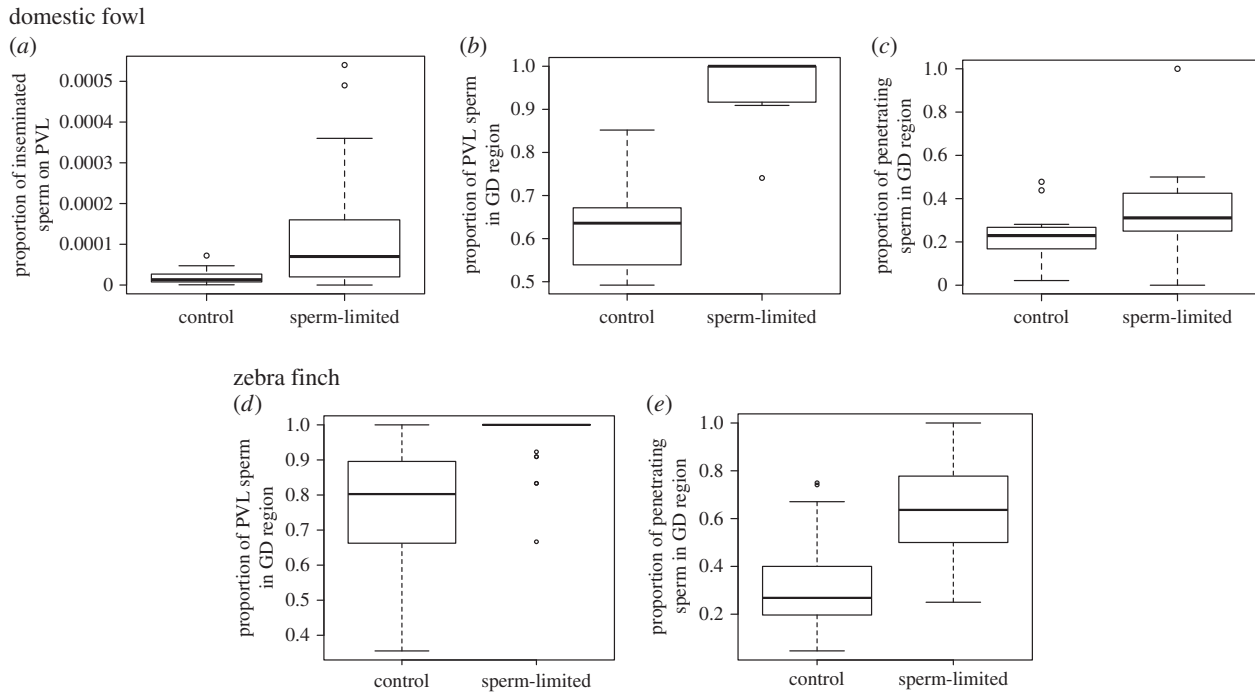 domestic fowl
(a)
proportion of inseminated
sperm on PVL
0.0005
0.0004
0.0003
0.0002
0.0001
0
control
sperm-limited
(b)
proportion of PVL sperm
in GD region
1.0
0.9
0.8
0.7
0.6
0.5
control
sperm-limited
(c)
proportion of penetrating
sperm in GD region
1.0
0.8
0.6
0.4
0.2
0
control
sperm-limited
zebra finch
(d)
proportion of PVL sperm
in GD region
1.0
0.9
0.8
0.7
0.6
0.5
0.4
control
sperm-limited
(e)
proportion of penetrating
sperm in GD region
1.0
0.8
0.6
0.4
0.2
control
sperm-limited